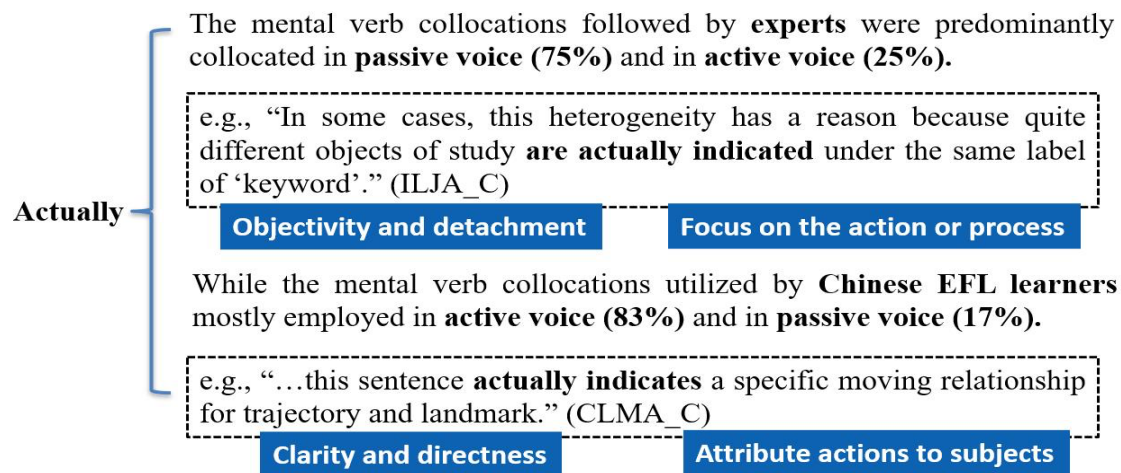 The mental verb collocations followed by experts were predominantly
collocated in passive voice (75%) and in active voice (25%).
e.g., “In some cases, this heterogeneity has a reason because quite
different objects of study are actually indicated under the same label
of ‘keyword’.” (ILJA_C)
Actually
Objectivity and detachment
Focus on the action or process
While the mental verb collocations utilized by Chinese EFL learners
mostly employed in active voice (83%) and in passive voice (17%).
e.g., “…this sentence actually indicates a specific moving relationship
for trajectory and landmark.” (CLMA_C)
Clarity and directness
Attribute actions to subjects